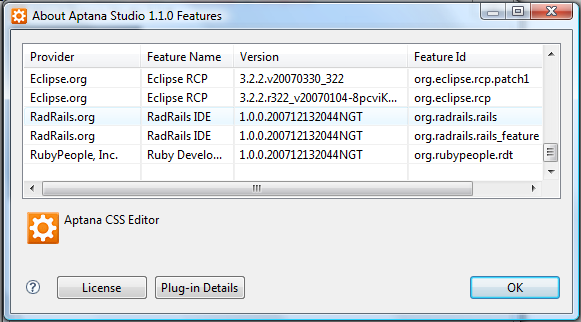 About Aptana Studio 1.1.0 Features
Provider Feature Name Version Feature Id
Eclipse.org Eclipse RCP 3.2.2.v20070330_322 org.eclipse.rcp.patch1
Eclipse.org Eclipse RCP 3.2.2.r322_v20070104-8pcviK... org.eclipse.rcp
RadRails.org RadRails IDE 1.0.0.200712132044NGT org.radrails.rails
RadRails.org RadRails IDE 1.0.0.200712132044NGT org.radrails.rails_feature
RubyPeople, Inc. Ruby Develo... 1.0.0.200712132044NGT org.rubypeople.rdt
Aptana CSS Editor
? License Plug-in Details OK